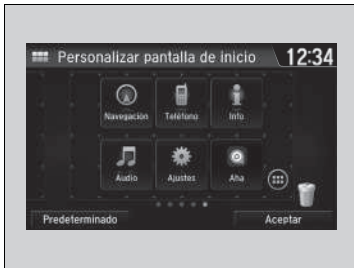 Personalizar pantalla de inicio 12:34
Navegación Teléfono Info
Audio Ajustes Aha
Predeterminado Aceptar